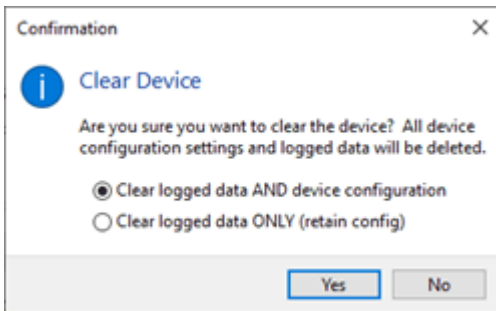 Confirmation
Clear Device
Are you sure you want to clear the device? All device
configuration settings and logged data will be deleted.
Clear logged data AND device configuration
Clear logged data ONLY (retain config)
Yes No